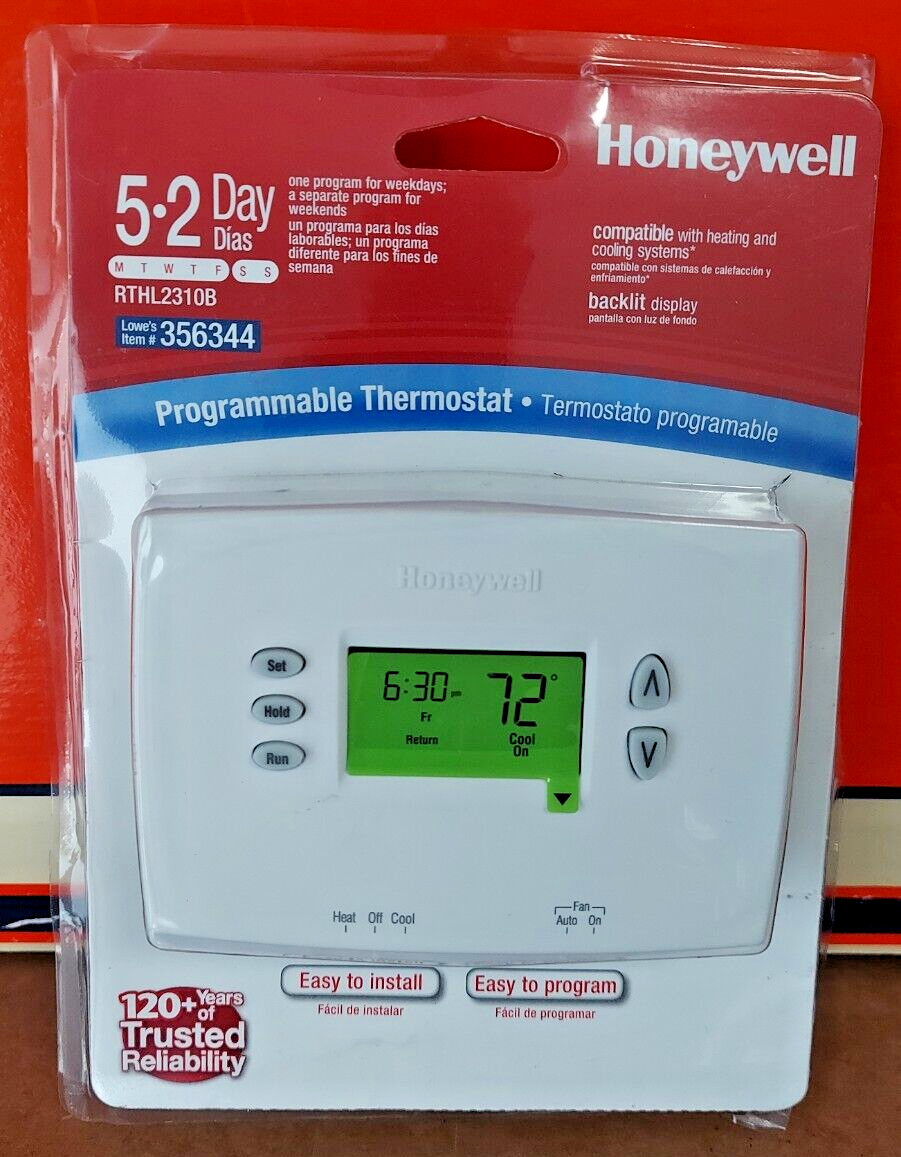 Honeywell
5•2 Day
Días
one program for weekdays;
a separate program for
weekends
un programa para los días
laborables; un programa
diferente para los fines de
semana
M T W T F S S
RTHL2310B
Lowe's
Item # 356344
compatible with heating and
cooling systems*
compatible con sistemas de calefacción y
enfriamiento*
backlit display
pantalla con luz de fondo
Programmable Thermostat • Termostato programable
Honeywell
Set
Hold
Run
6:30 pm
Fr
Return
72°
Cool
On
Heat Off Cool
Fan
Auto On
Easy to install
Fácil de instalar
Easy to program
Fácil de programar
120+ Years
of
Trusted
Reliability